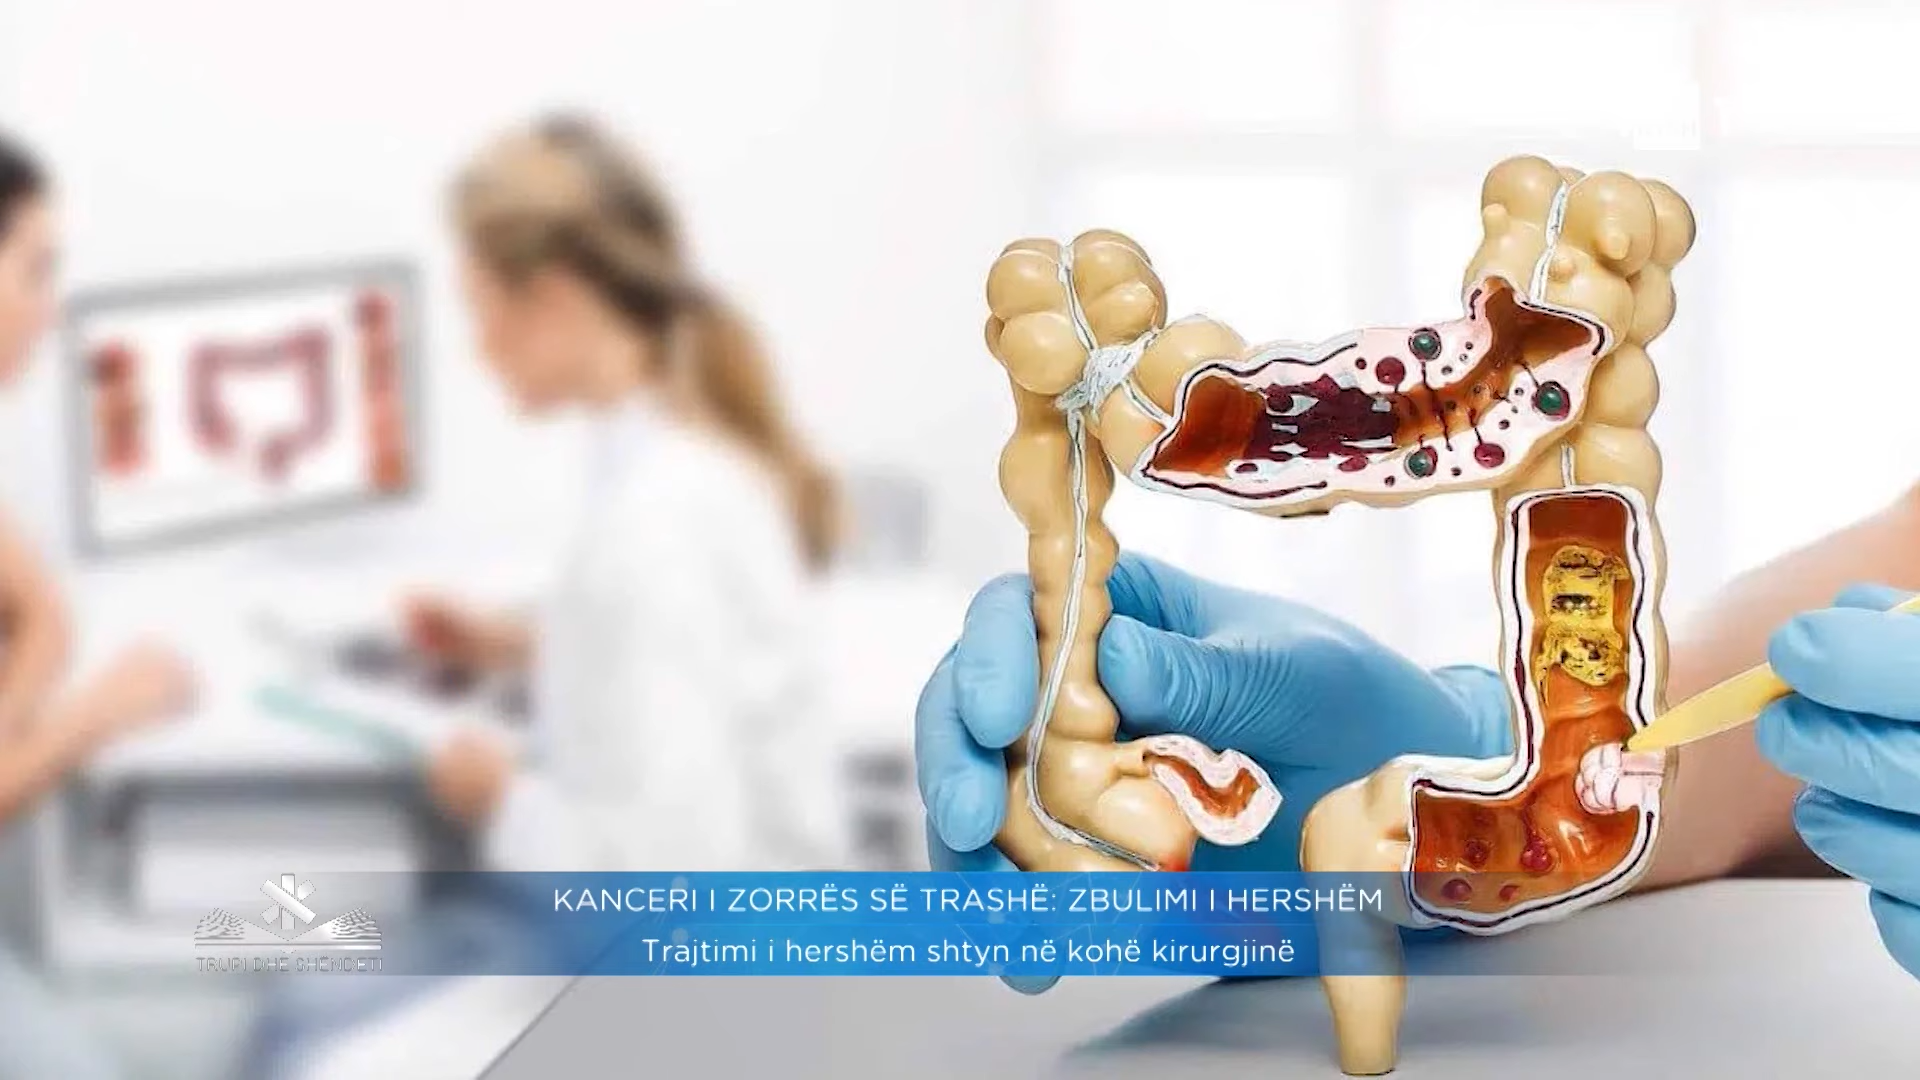 KANCERI I ZORRËS SË TRASHË: ZBULIMI I HERSHËM
Trajtimi i hershëm shtyn në kohë kirurgjinë
TRUPI DHE SHËNDETI